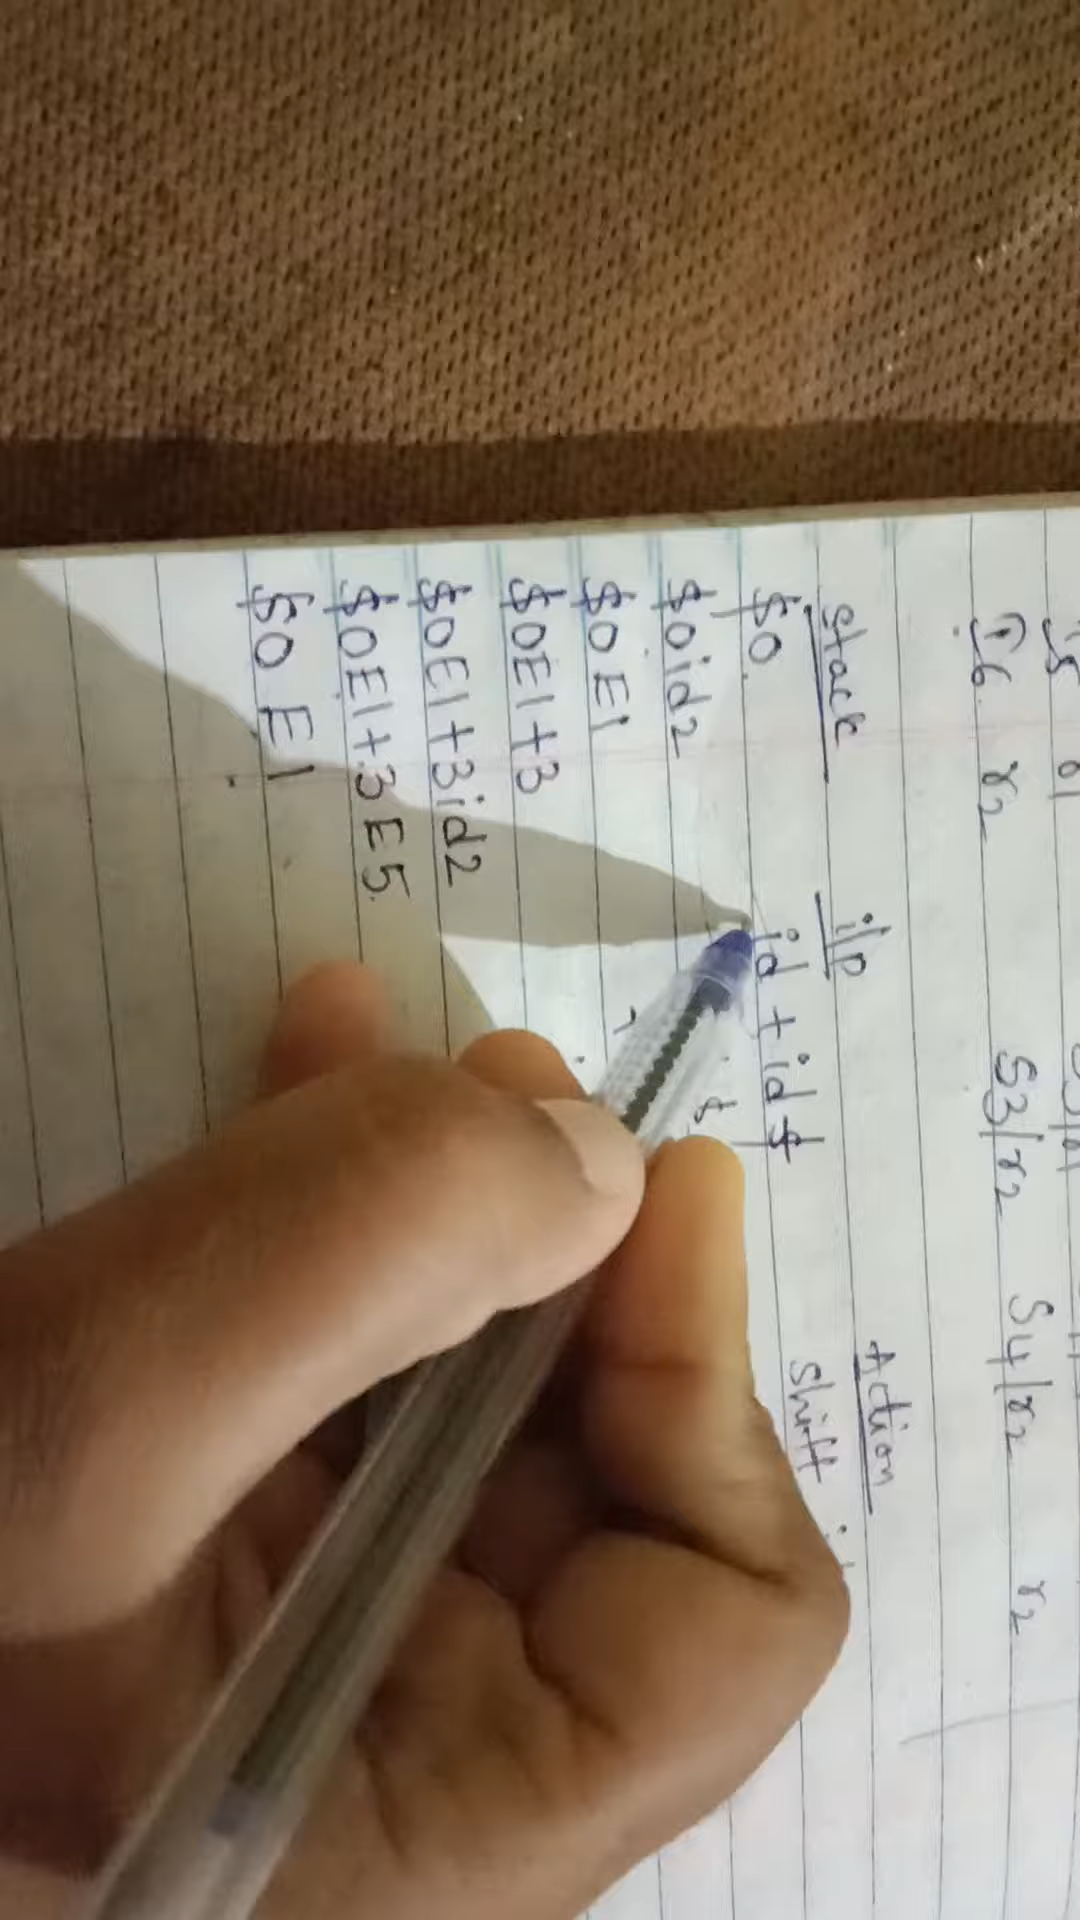 I6 r2 S3/r2 S4/r2 r2
Stack i/p Action
$0 id + id $ Shift
$0id2
$0E1
$0E1+3
$0E1+3id2
$0E1+3E5
$0E1